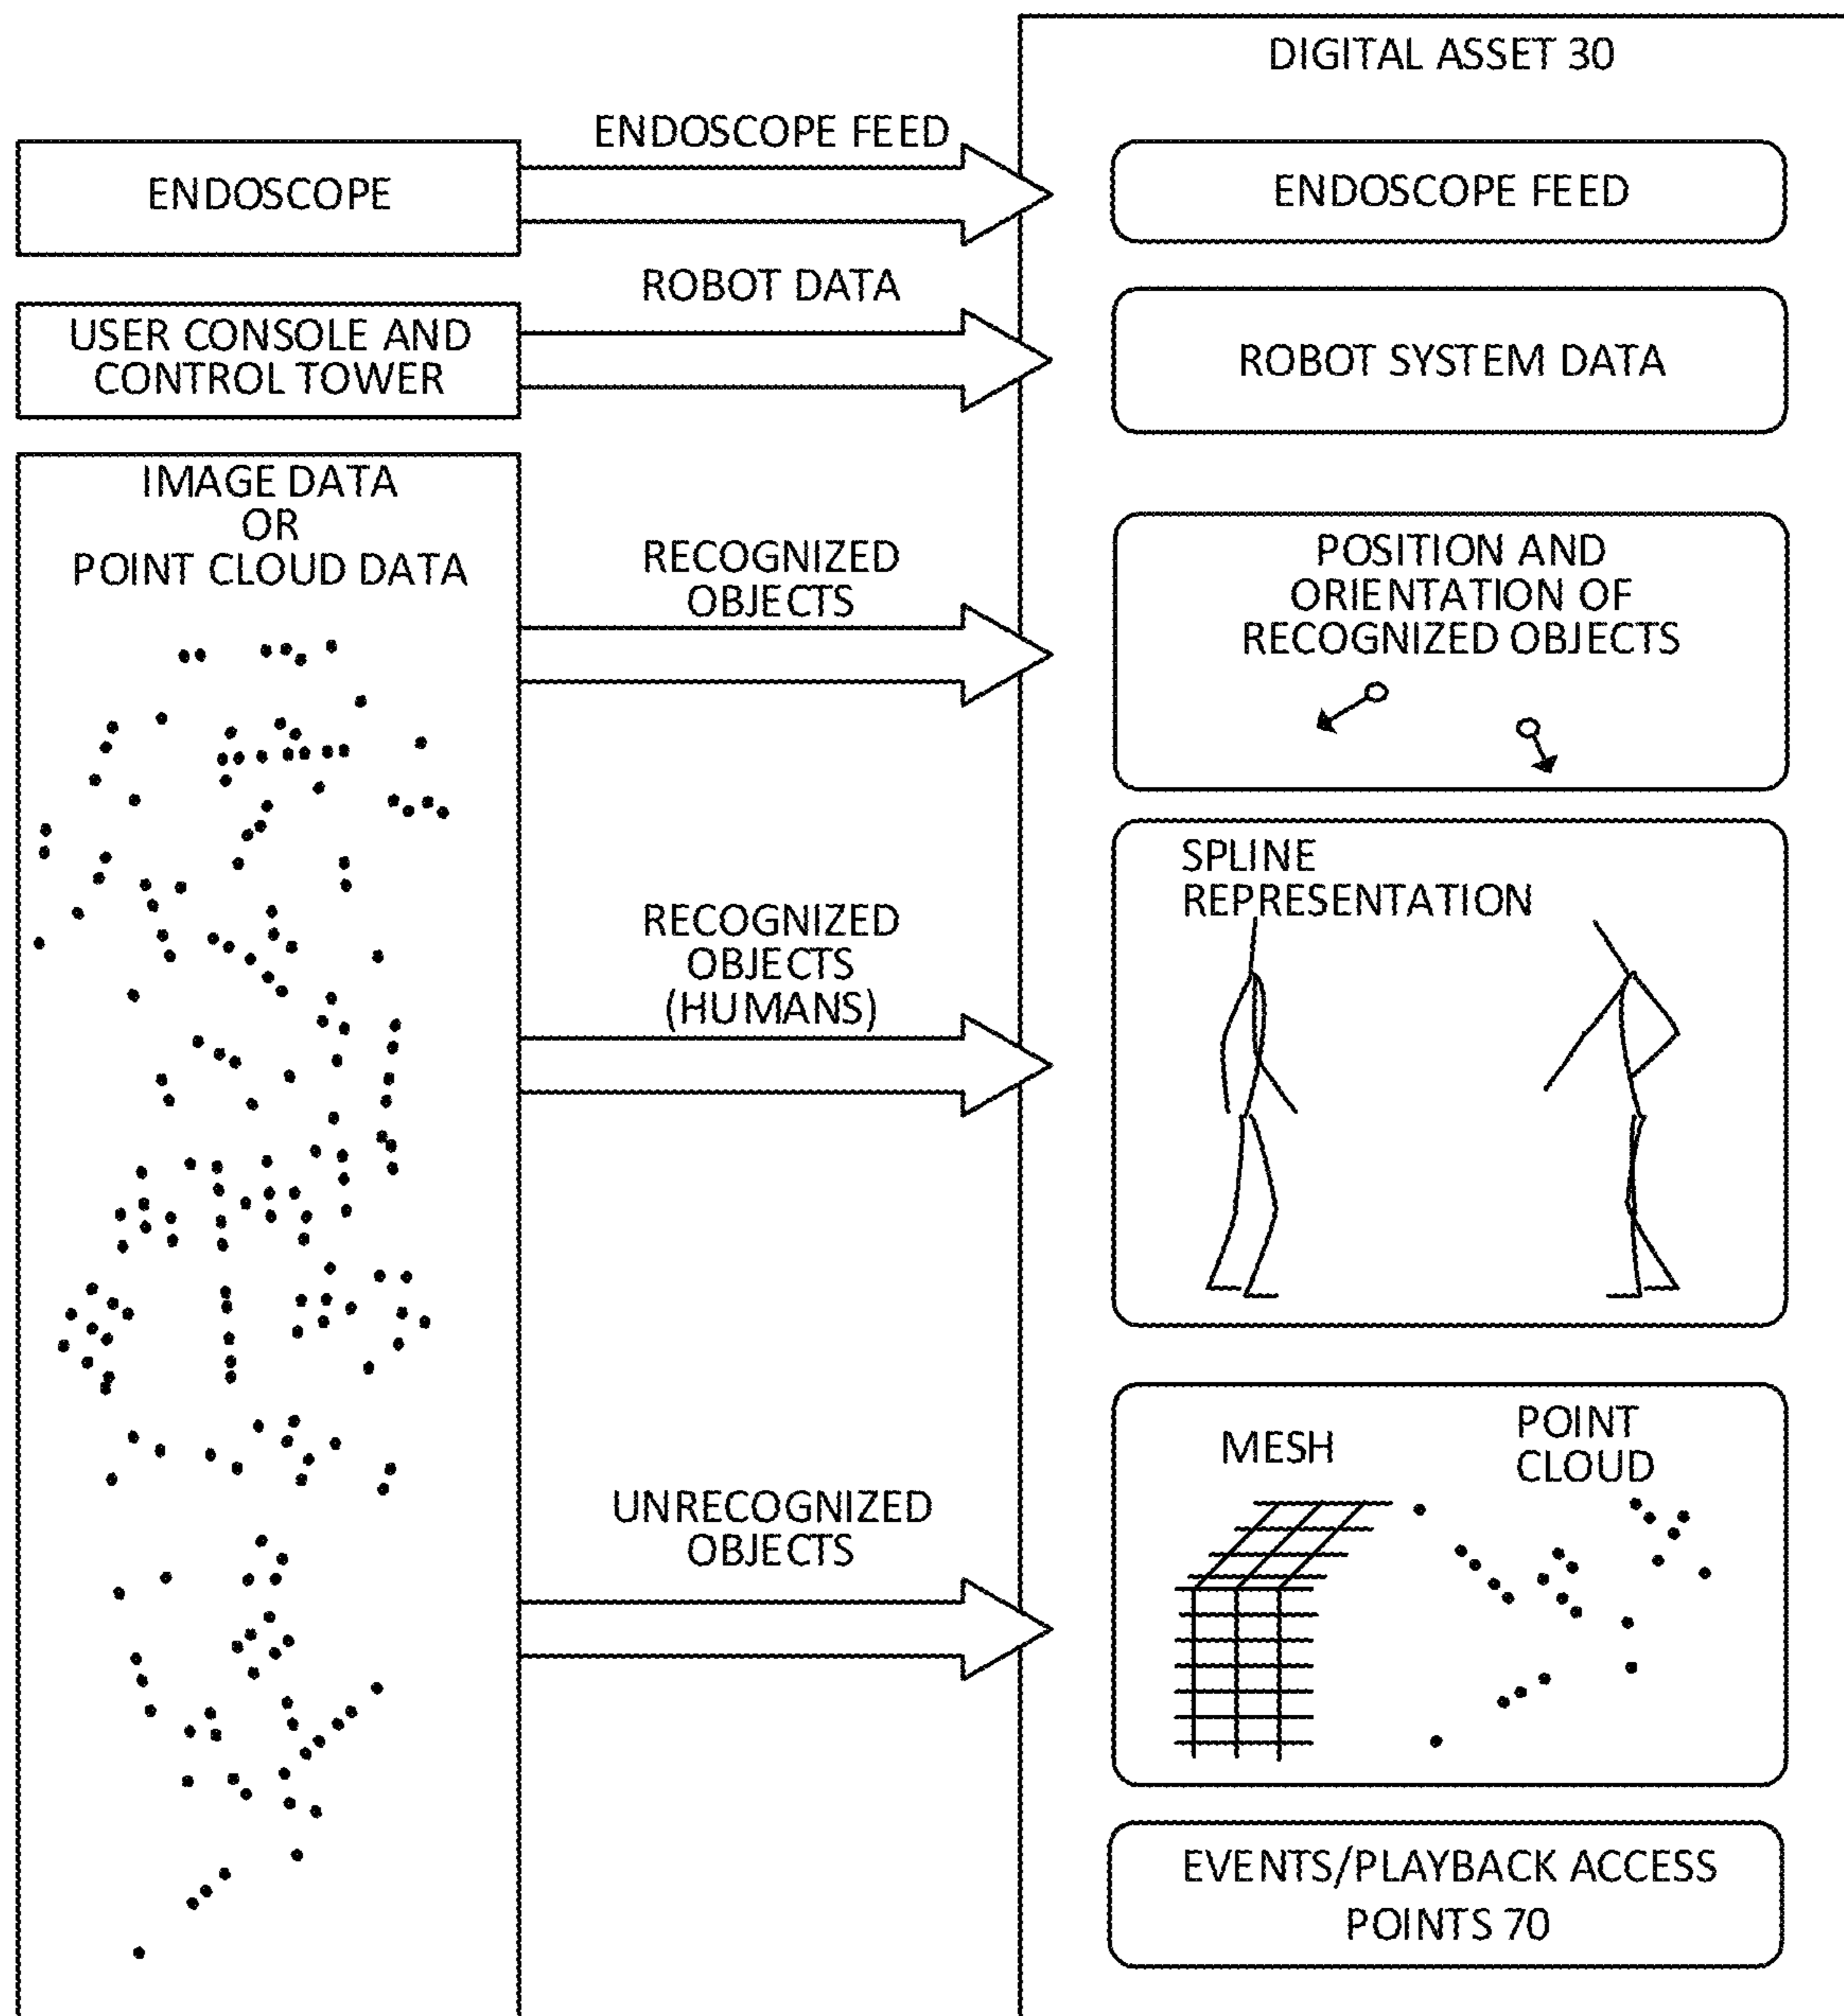 DIGITAL ASSET 30
ENDOSCOPE
ENDOSCOPE FEED
ENDOSCOPE FEED
USER CONSOLE AND
CONTROL TOWER
ROBOT DATA
ROBOT SYSTEM DATA
IMAGE DATA
OR
POINT CLOUD DATA
RECOGNIZED
OBJECTS
POSITION AND
ORIENTATION OF
RECOGNIZED OBJECTS
RECOGNIZED
OBJECTS
(HUMANS)
SPLINE
REPRESENTATION
UNRECOGNIZED
OBJECTS
MESH
POINT
CLOUD
EVENTS/PLAYBACK ACCESS
POINTS 70